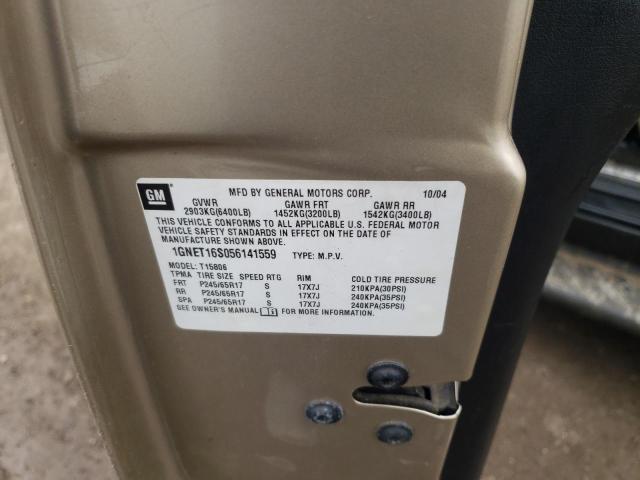 GM
MFD BY GENERAL MOTORS CORP. 10/04
GVWR GAWR FRT GAWR RR
2903KG(6400LB) 1452KG(3200LB) 1542KG(3400LB)
THIS VEHICLE CONFORMS TO ALL APPLICABLE U.S. FEDERAL MOTOR
VEHICLE SAFETY STANDARDS IN EFFECT ON THE DATE OF
MANUFACTURE SHOWN ABOVE.
1GNET16S056141559 TYPE: M.P.V.
MODEL: T15806
TPMA TIRE SIZE SPEED RTG RIM COLD TIRE PRESSURE
FRT P245/65R17 S 17X7J 210KPA(30PSI)
RR P245/65R17 S 17X7J 240KPA(35PSI)
SPA P245/65R17 S 17X7J 240KPA(35PSI)
SEE OWNER'S MANUAL FOR MORE INFORMATION.